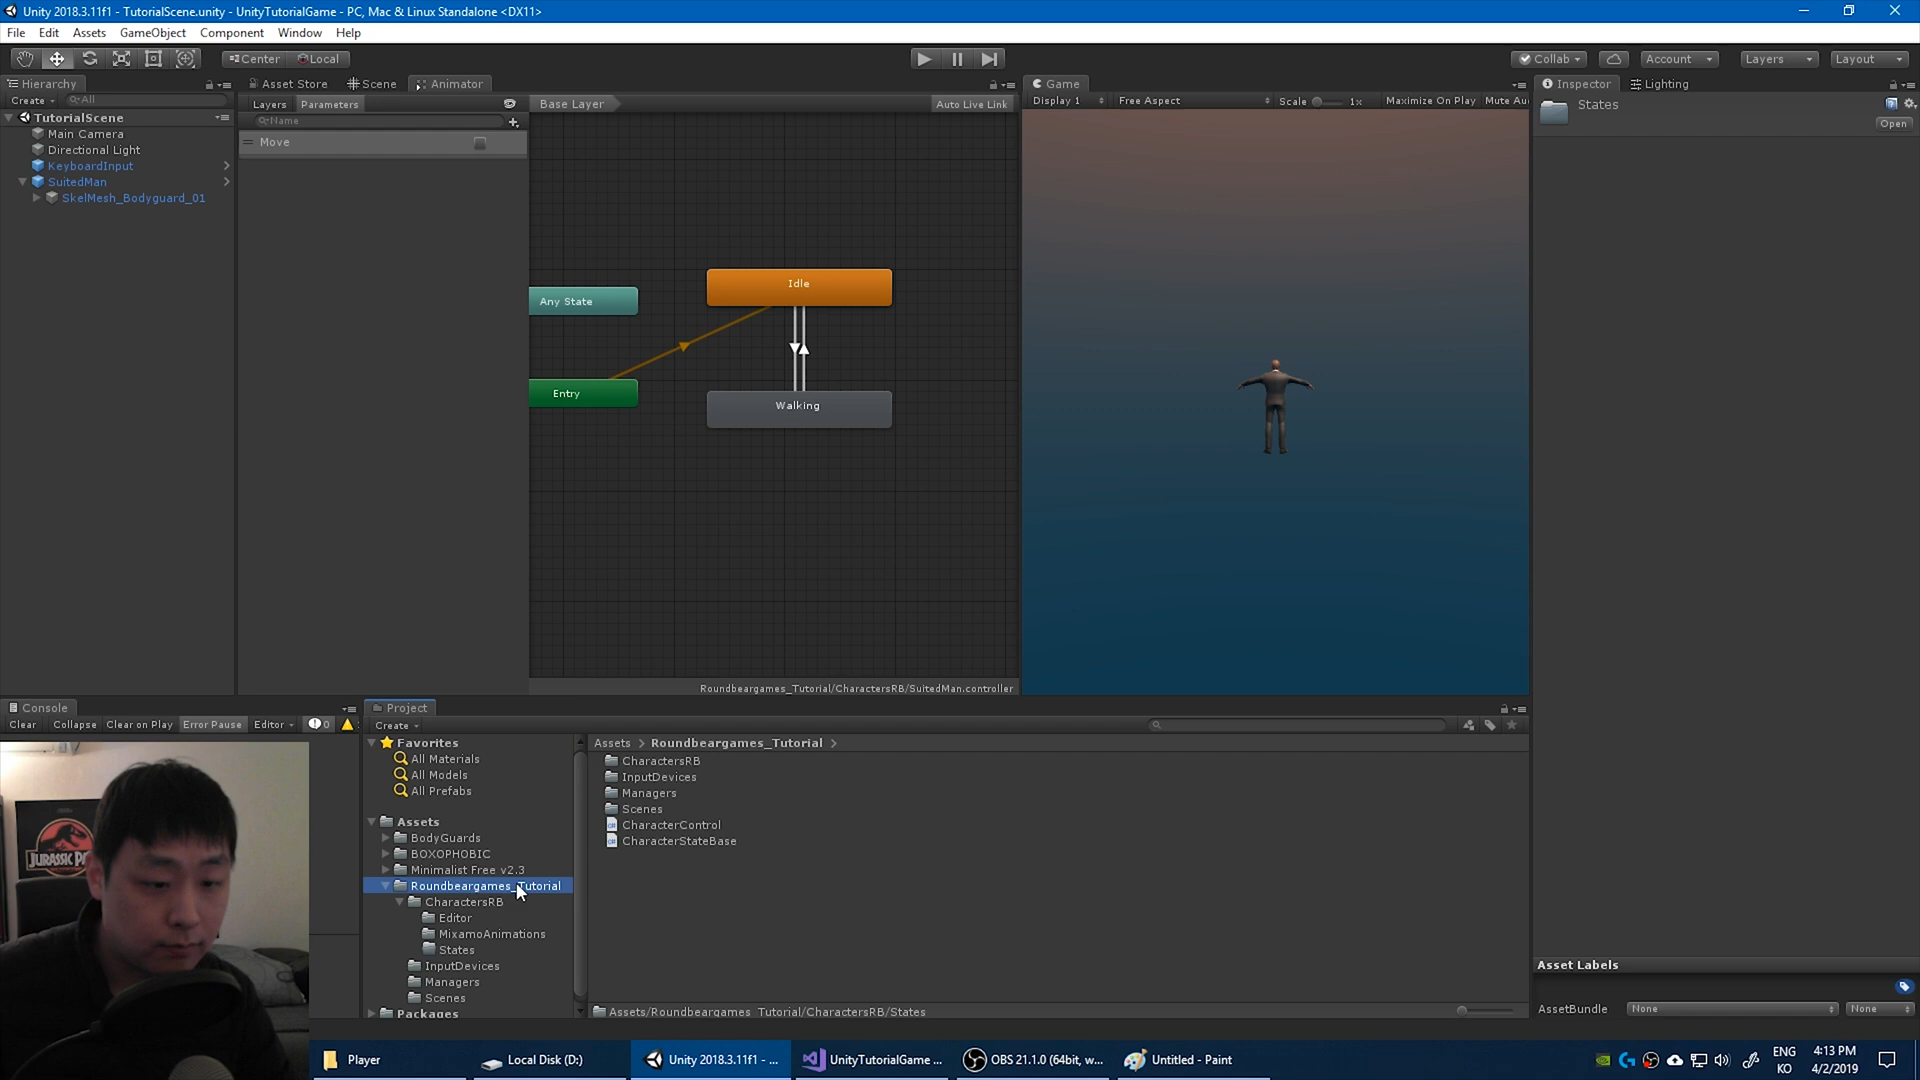 Unity 2018.3.11f1 - TutorialScene.unity - UnityTutorialGame - PC, Mac & Linux Standalone <DX11>
File Edit Assets GameObject Component Window Help
Center Local
Collab Account Layers Layout
Hierarchy
Create All
TutorialScene
Main Camera
Directional Light
KeyboardInput
SuitedMan
SkelMesh_Bodyguard_01
Asset Store Scene Animator
Layers Parameters
Name
Move
Base Layer Auto Live Link
Any State
Idle
Entry
Walking
Roundbeargames_Tutorial/CharactersRB/SuitedMan.controller
Game
Display 1 Free Aspect Scale 1x Maximize On Play Mute Au
Inspector Lighting
States
Open
Console
Clear Collapse Clear on Play Error Pause Editor 0
JURASSIC P
Project
Create
Favorites
All Materials
All Models
All Prefabs
Assets
BodyGuards
BOXOPHOBIC
Minimalist Free v2.3
Roundbeargames_Tutorial
CharactersRB
Editor
MixamoAnimations
States
InputDevices
Managers
Scenes
Packages
Assets Roundbeargames_Tutorial
CharactersRB
InputDevices
Managers
Scenes
CharacterControl
CharacterStateBase
Assets/Roundbeargames_Tutorial/CharactersRB/States
Asset Labels
AssetBundle None None
Player
Local Disk (D:)
Unity 2018.3.11f1 - ...
UnityTutorialGame ...
OBS 21.1.0 (64bit, w...
Untitled - Paint
ENG
KO
4:13 PM
4/2/2019